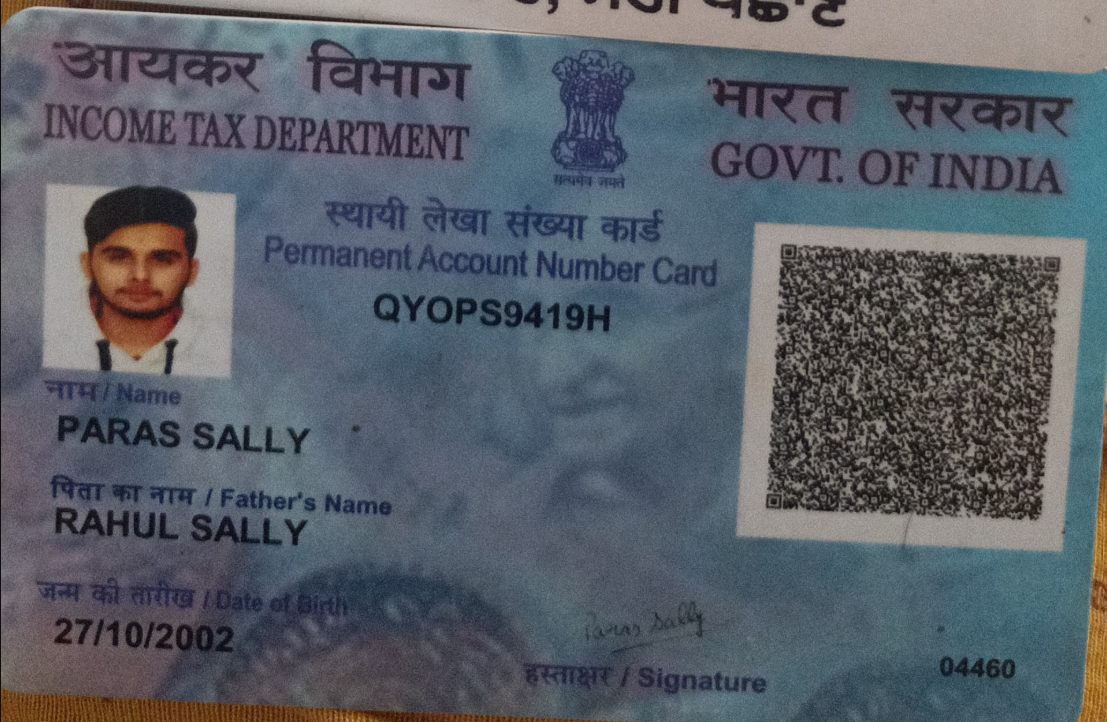 आयकर विभाग
INCOME TAX DEPARTMENT
भारत सरकार
GOVT. OF INDIA
सत्यमेव जयते
स्थायी लेखा संख्या कार्ड
Permanent Account Number Card
QYOPS9419H
नाम / Name
PARAS SALLY
पिता का नाम / Father's Name
RAHUL SALLY
जन्म की तारीख / Date of Birth
27/10/2002
Paras Sally
हस्ताक्षर / Signature
04460